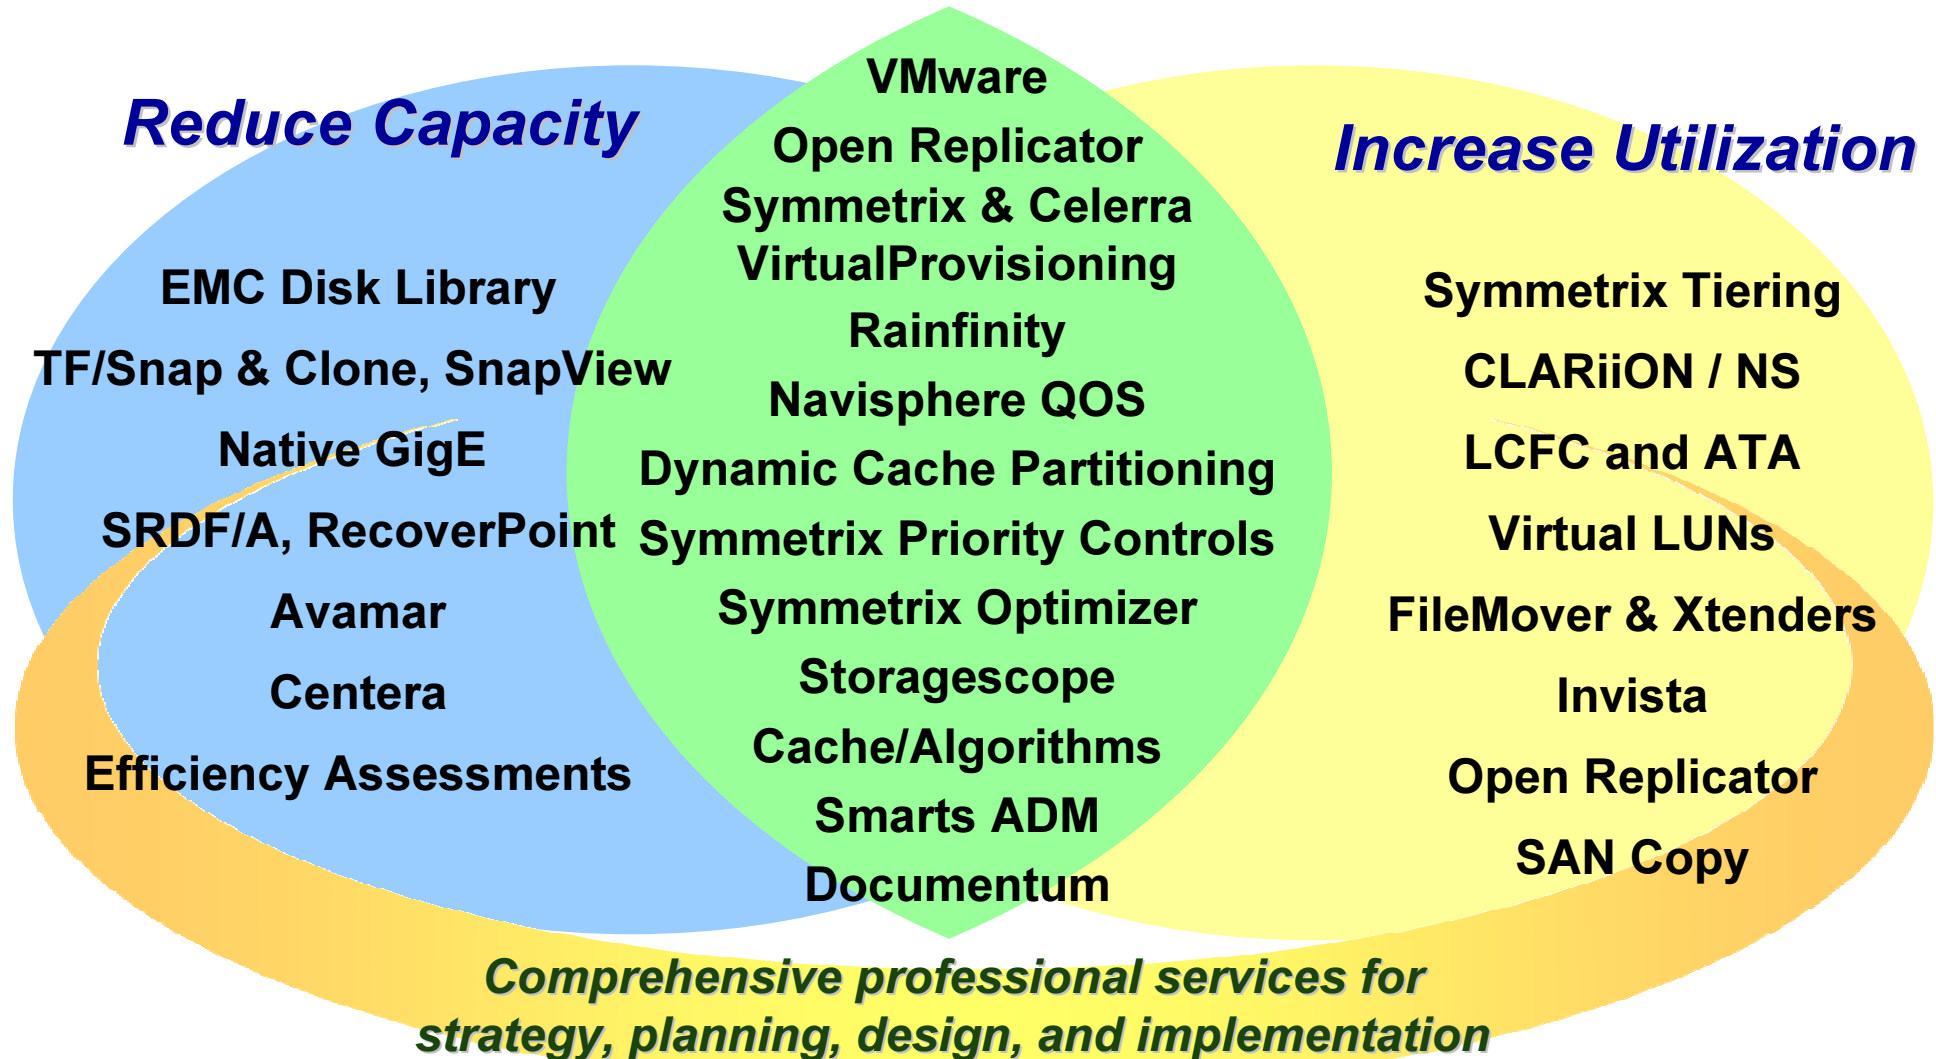 Reduce Capacity
EMC Disk Library
TF/Snap & Clone, SnapView
Native GigE
SRDF/A, RecoverPoint
Avamar
Centera
Efficiency Assessments
VMware
Open Replicator
Symmetrix & Celerra
VirtualProvisioning
Rainfinity
Navisphere QOS
Dynamic Cache Partitioning
Symmetrix Priority Controls
Symmetrix Optimizer
Storagescope
Cache/Algorithms
Smarts ADM
Documentum
Increase Utilization
Symmetrix Tiering
CLARiiON / NS
LCFC and ATA
Virtual LUNs
FileMover & Xtenders
Invista
Open Replicator
SAN Copy
Comprehensive professional services for
strategy, planning, design, and implementation